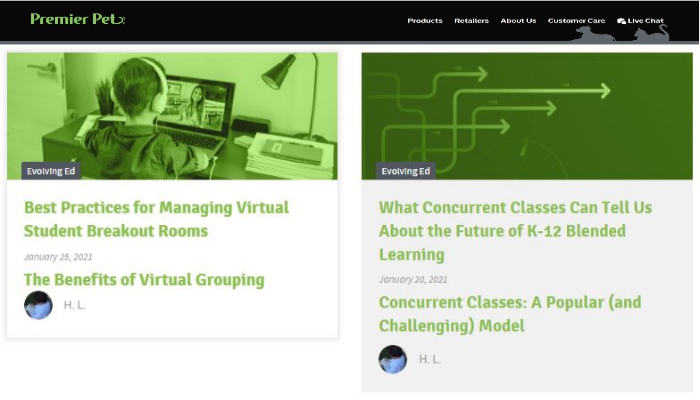 Premier Pet
Products Retailers About Us Customer Care Live Chat
Evolving Ed
Best Practices for Managing Virtual
Student Breakout Rooms
January 25, 2021
The Benefits of Virtual Grouping
H. L.
Evolving Ed
What Concurrent Classes Can Tell Us
About the Future of K-12 Blended
Learning
January 20, 2021
Concurrent Classes: A Popular (and
Challenging) Model
H. L.